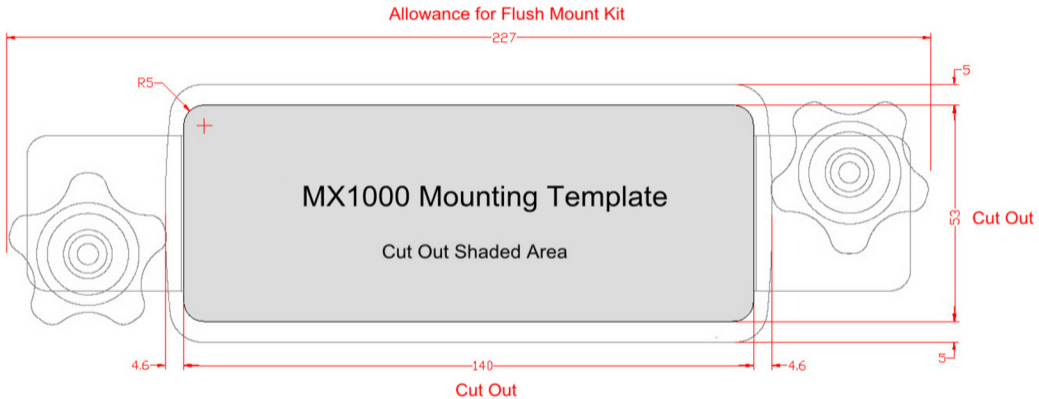 Allowance for Flush Mount Kit
227
R5
5
MX1000 Mounting Template
53
Cut Out
Cut Out Shaded Area
5
4.6
140
4.6
Cut Out